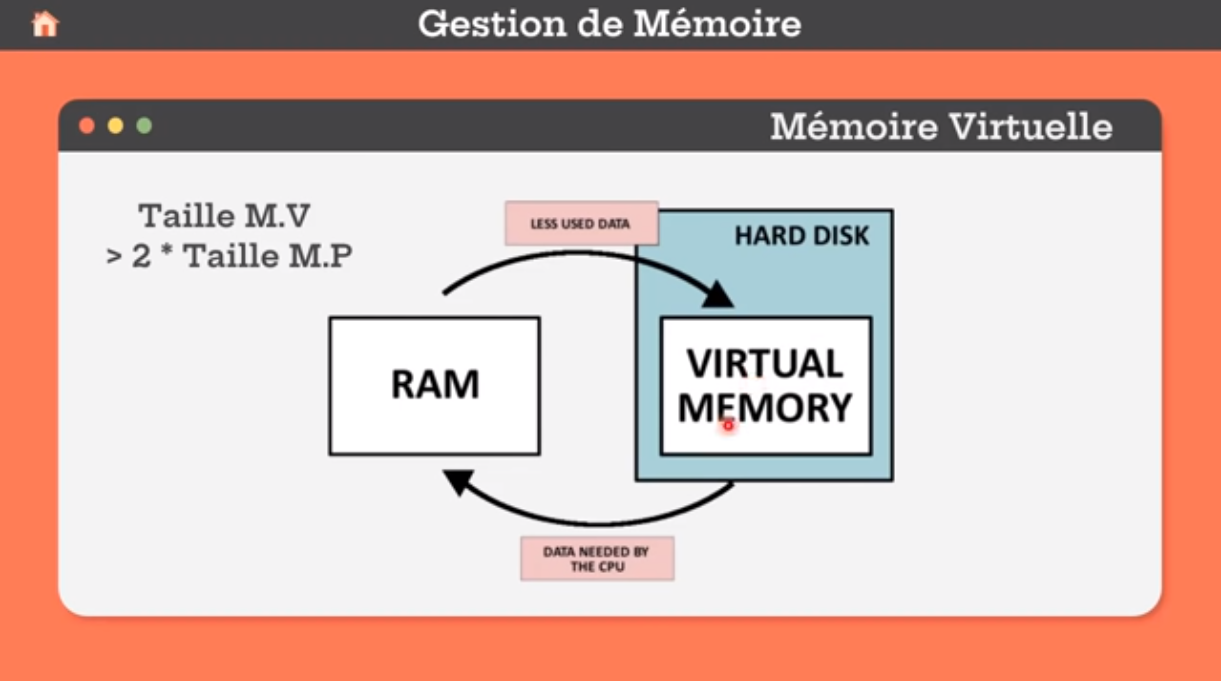 Gestion de Mémoire
Mémoire Virtuelle
Taille M.V
> 2 * Taille M.P
LESS USED DATA
HARD DISK
RAM
VIRTUAL
MEMORY
DATA NEEDED BY
THE CPU